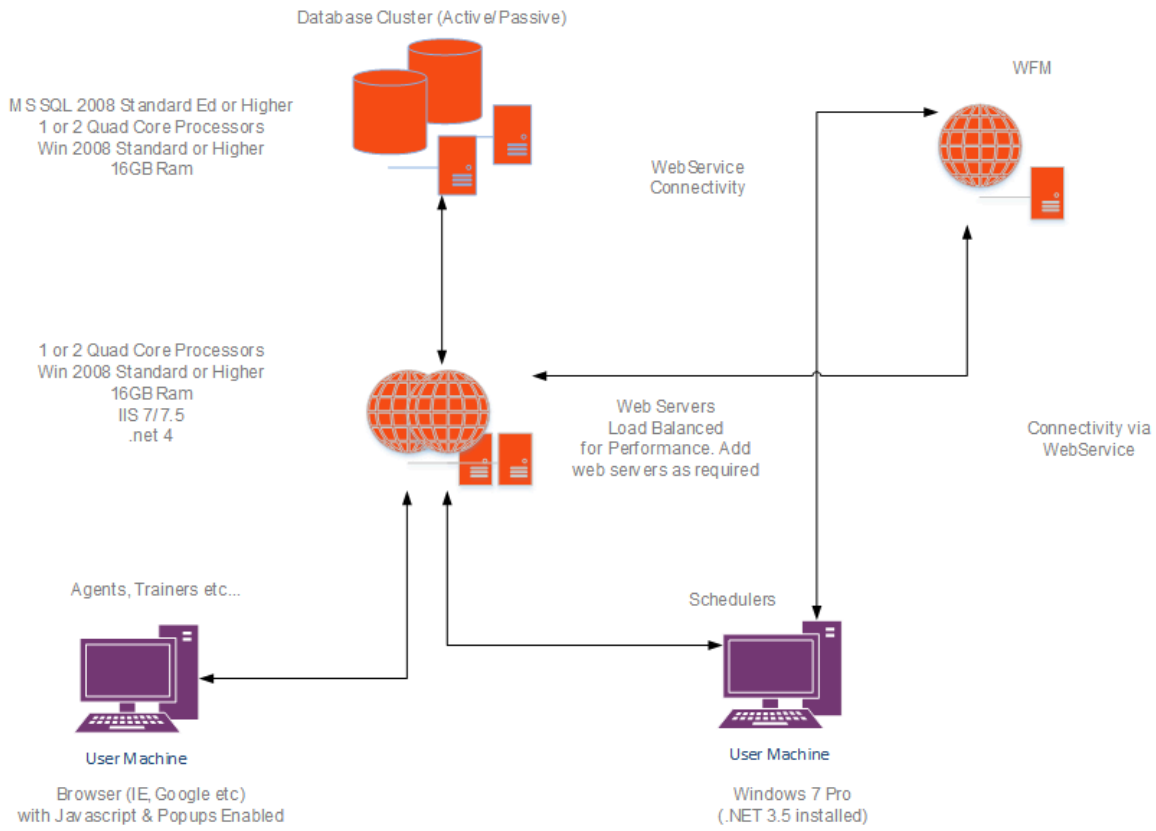 Database Cluster (Active/Passive)
MS SQL 2008 Standard Ed or Higher
1 or 2 Quad Core Processors
Win 2008 Standard or Higher
16GB Ram
WFM
WebService
Connectivity
1 or 2 Quad Core Processors
Win 2008 Standard or Higher
16GB Ram
IIS 7/7.5
.net 4
Web Servers
Load Balanced
for Performance. Add
web servers as required
Connectivity via
WebService
Agents, Trainers etc...
Schedulers
User Machine
Browser (IE, Google etc)
with Javascript & Popups Enabled
User Machine
Windows 7 Pro
(.NET 3.5 installed)